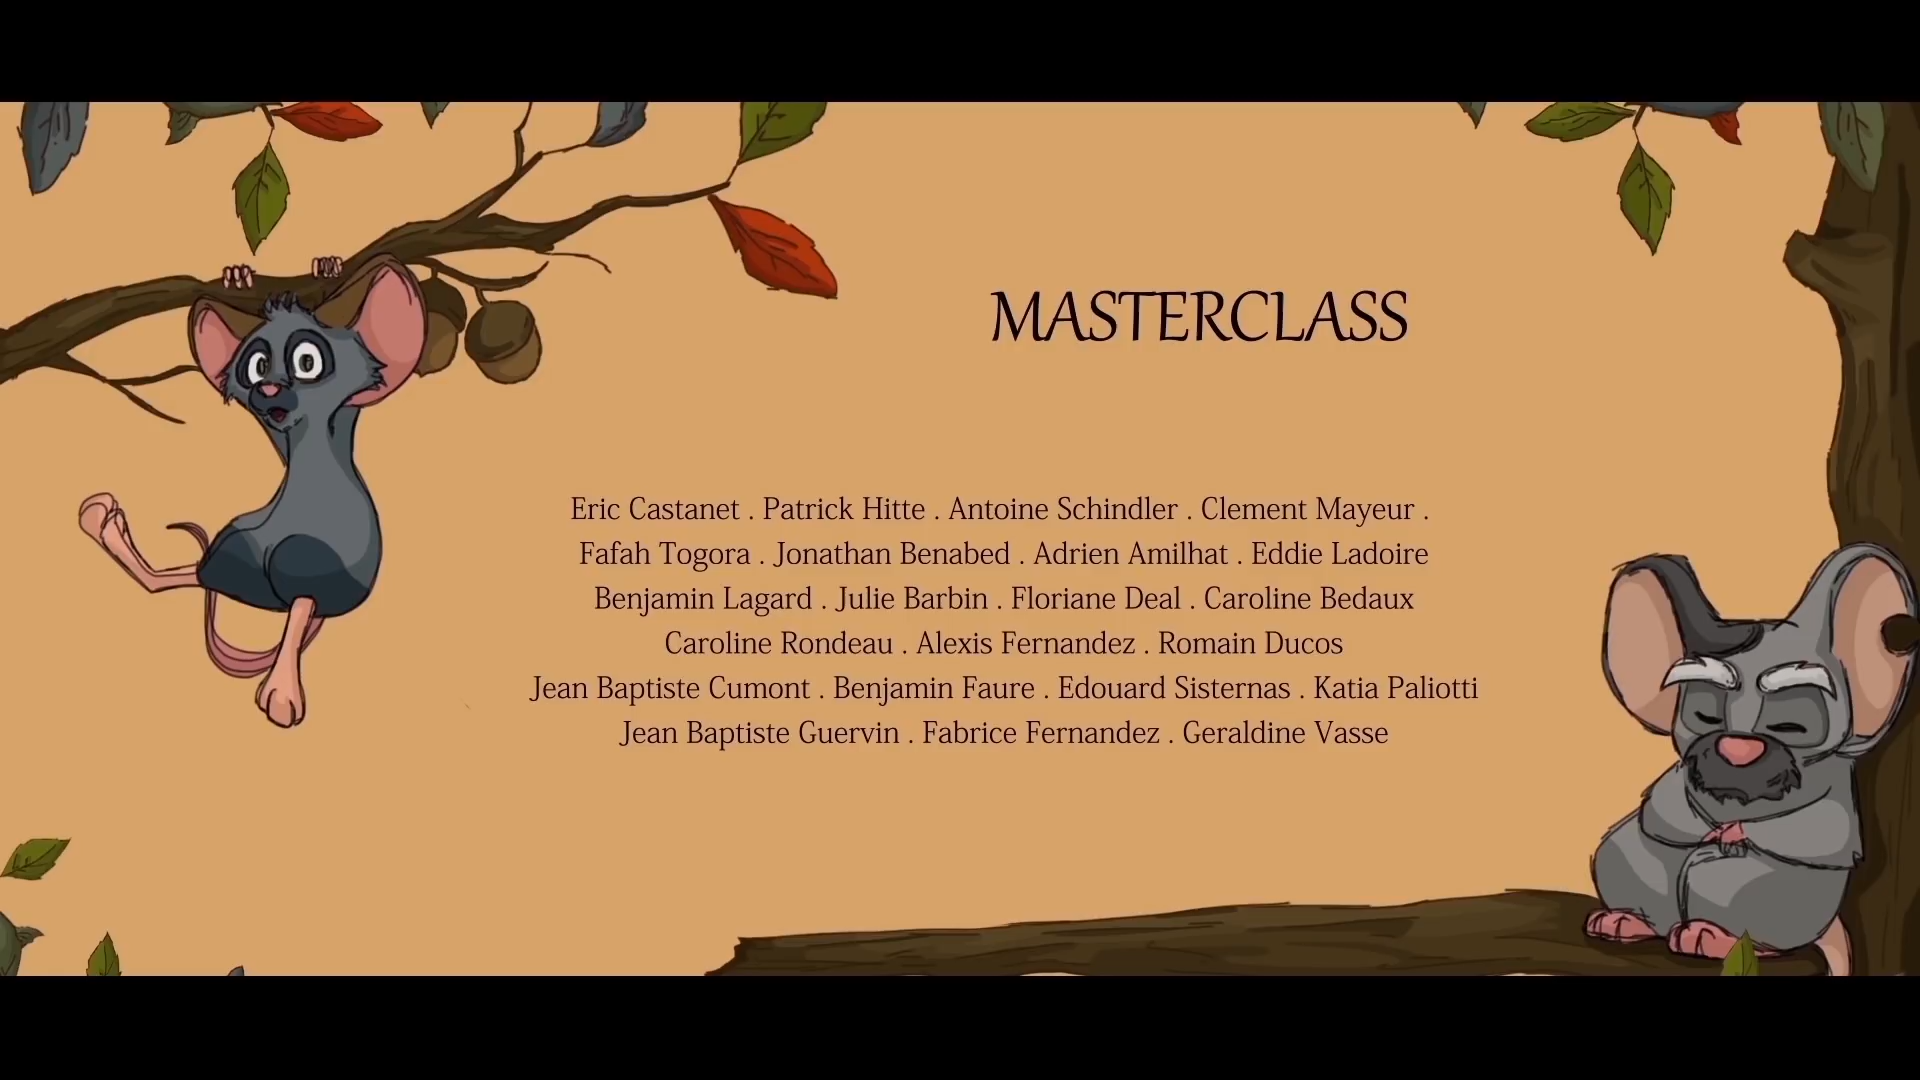 MASTERCLASS
Eric Castanet . Patrick Hitte . Antoine Schindler . Clement Mayeur .
Fafah Togora . Jonathan Benabed . Adrien Amilhat . Eddie Ladoire
Benjamin Lagard . Julie Barbin . Floriane Deal . Caroline Bedaux
Caroline Rondeau . Alexis Fernandez . Romain Ducos
Jean Baptiste Cumont . Benjamin Faure . Edouard Sisternas . Katia Paliotti
Jean Baptiste Guervin . Fabrice Fernandez . Geraldine Vasse